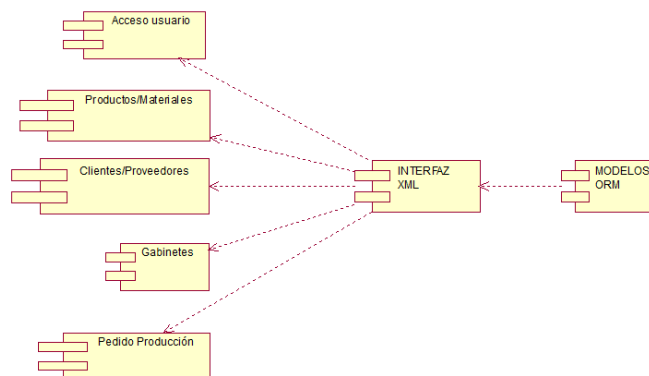 Acceso usuario
Productos/Materiales
Clientes/Proveedores
INTERFAZ
XML
MODELOS
ORM
Gabinetes
Pedido Producción